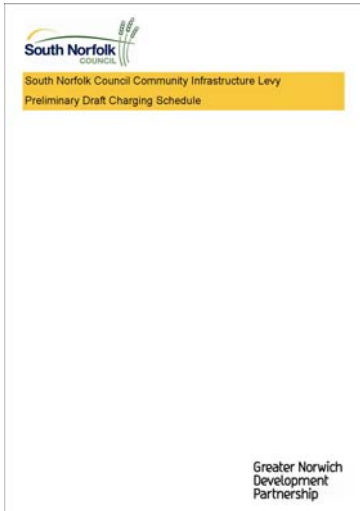 South Norfolk
COUNCIL
South Norfolk Council Community Infrastructure Levy
Preliminary Draft Charging Schedule
Greater Norwich
Development
Partnership